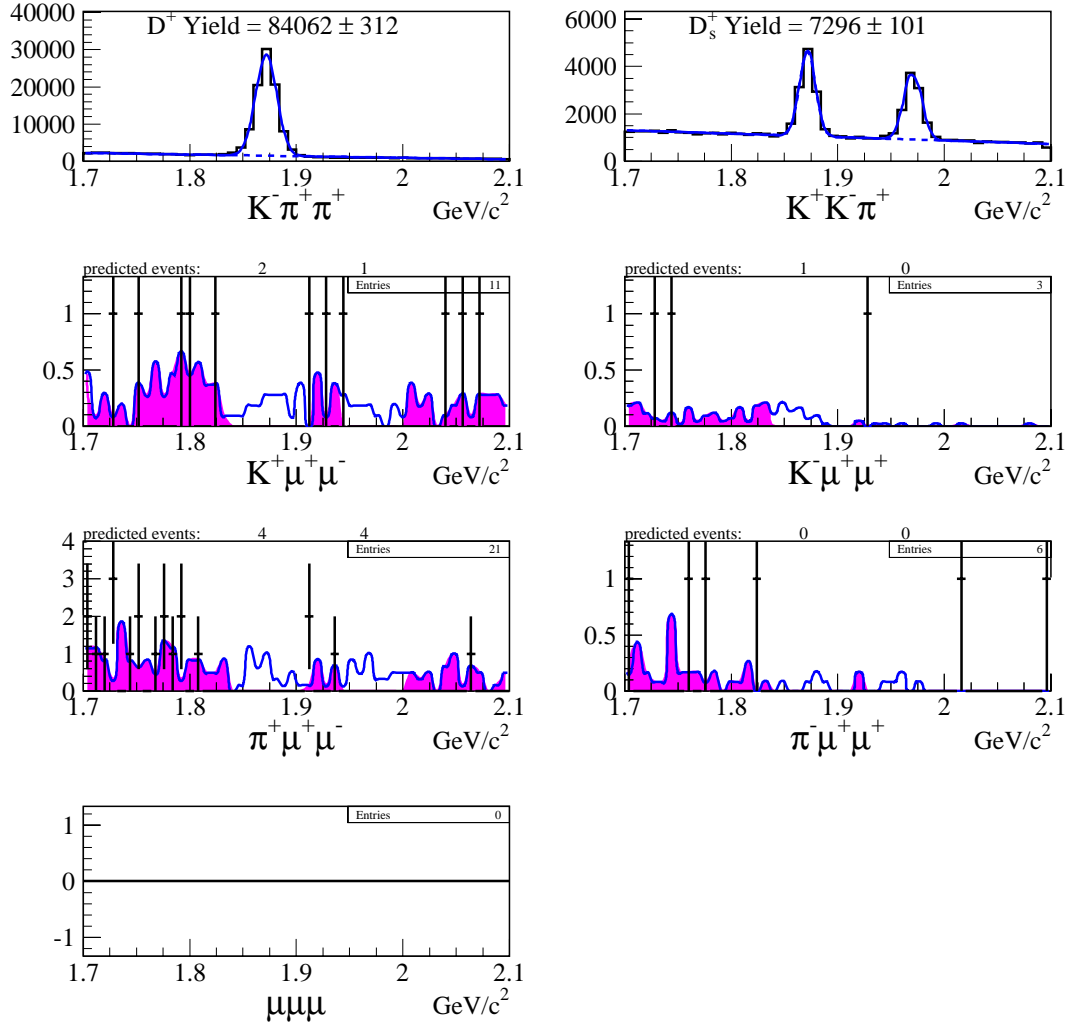 D⁺ Yield = 84062 ± 312
40000
30000
20000
10000
0
1.7 1.8 1.9 2 2.1
K⁻π⁺π⁺ GeV/c²
D⁺ₛ Yield = 7296 ± 101
6000
4000
2000
0
1.7 1.8 1.9 2 2.1
K⁺K⁻π⁺ GeV/c²
predicted events: 2 1
Entries 11
1
0.5
0
1.7 1.8 1.9 2 2.1
K⁺μ⁺μ⁻ GeV/c²
predicted events: 1 0
Entries 3
1
0.5
0
1.7 1.8 1.9 2 2.1
K⁻μ⁺μ⁺ GeV/c²
predicted events: 4 4
Entries 21
4
3
2
1
0
1.7 1.8 1.9 2 2.1
π⁺μ⁺μ⁻ GeV/c²
predicted events: 0 0
Entries 6
1
0.5
0
1.7 1.8 1.9 2 2.1
π⁻μ⁺μ⁺ GeV/c²
Entries 0
1
0
-1
1.7 1.8 1.9 2 2.1
μμμ GeV/c²